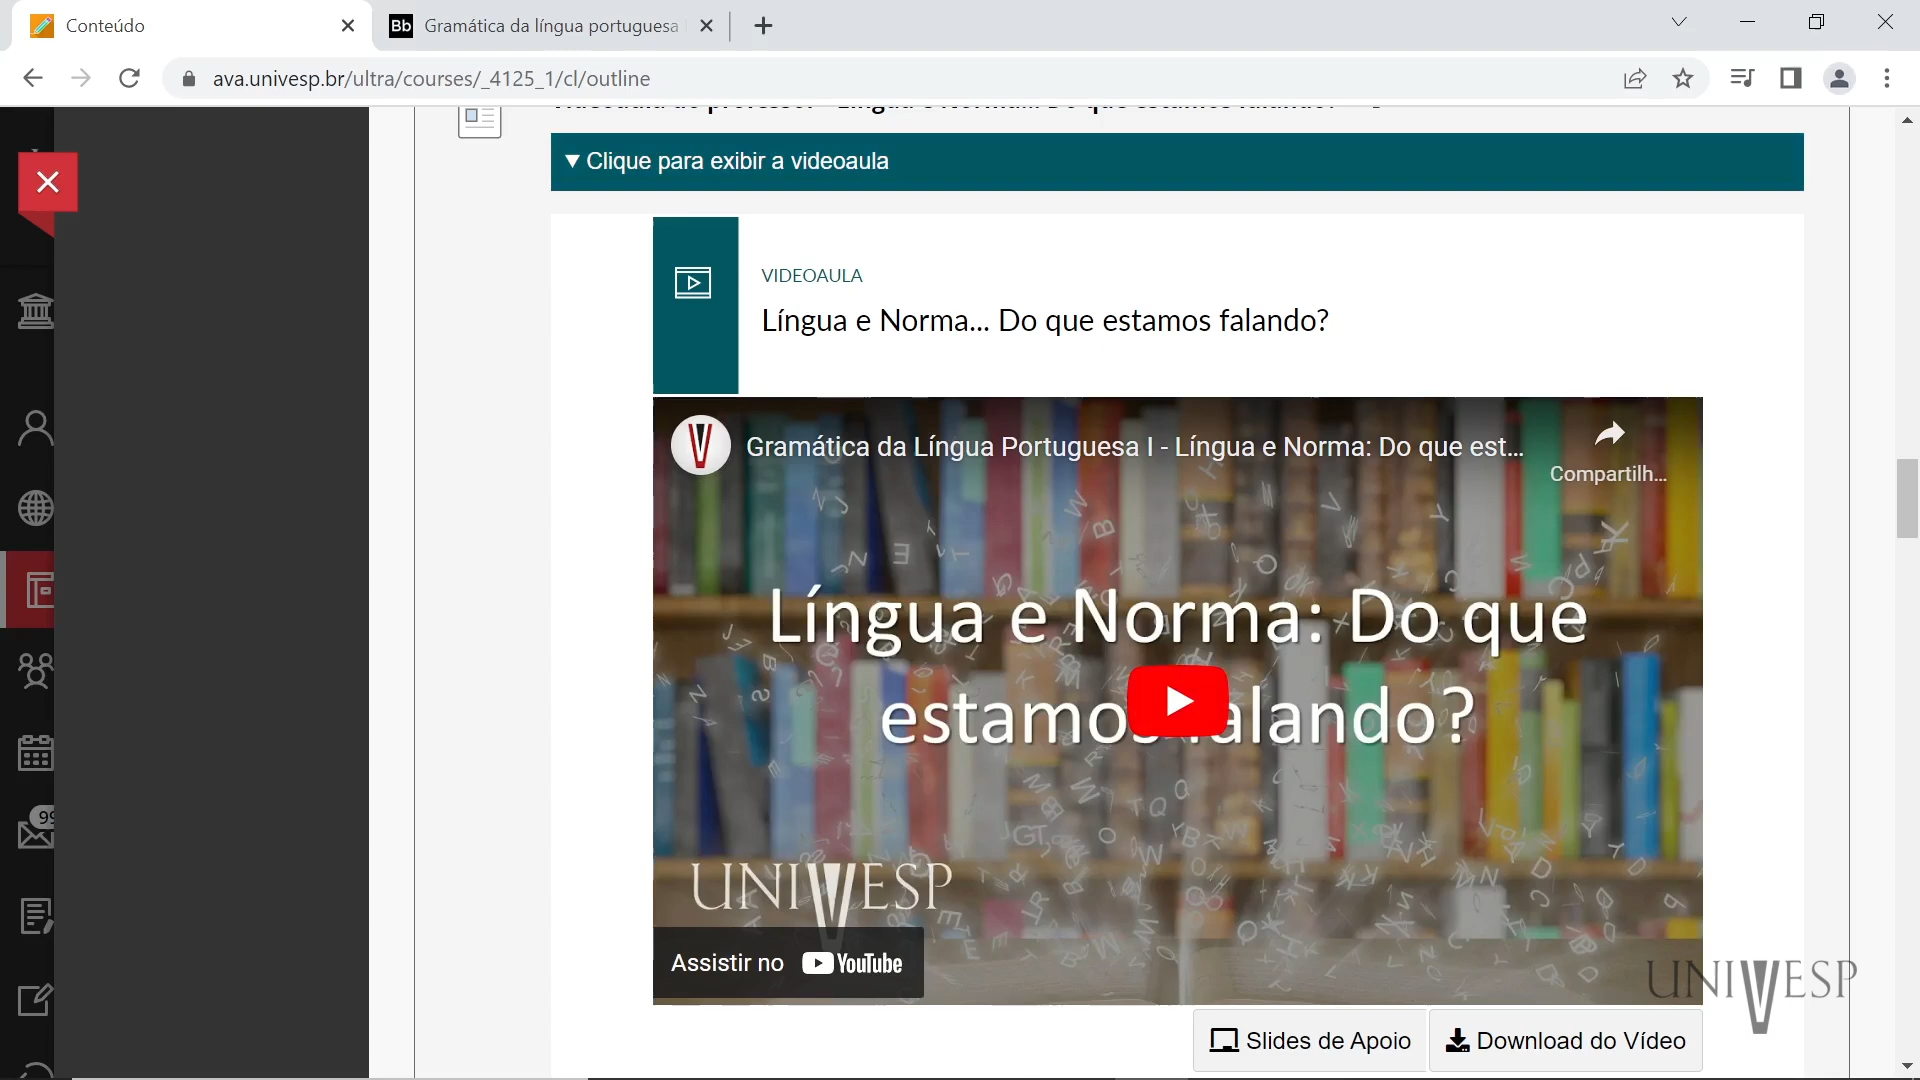 Conteúdo
Bb Gramática da língua portuguesa
ava.univesp.br/ultra/courses/_4125_1/cl/outline
▼ Clique para exibir a videoaula
VIDEOAULA
Língua e Norma... Do que estamos falando?
Gramática da Língua Portuguesa I - Língua e Norma: Do que est...
Compartilh...
Língua e Norma: Do que
estamos falando?
UNIVESP
Assistir no YouTube
UNIVESP
Slides de Apoio
Download do Vídeo